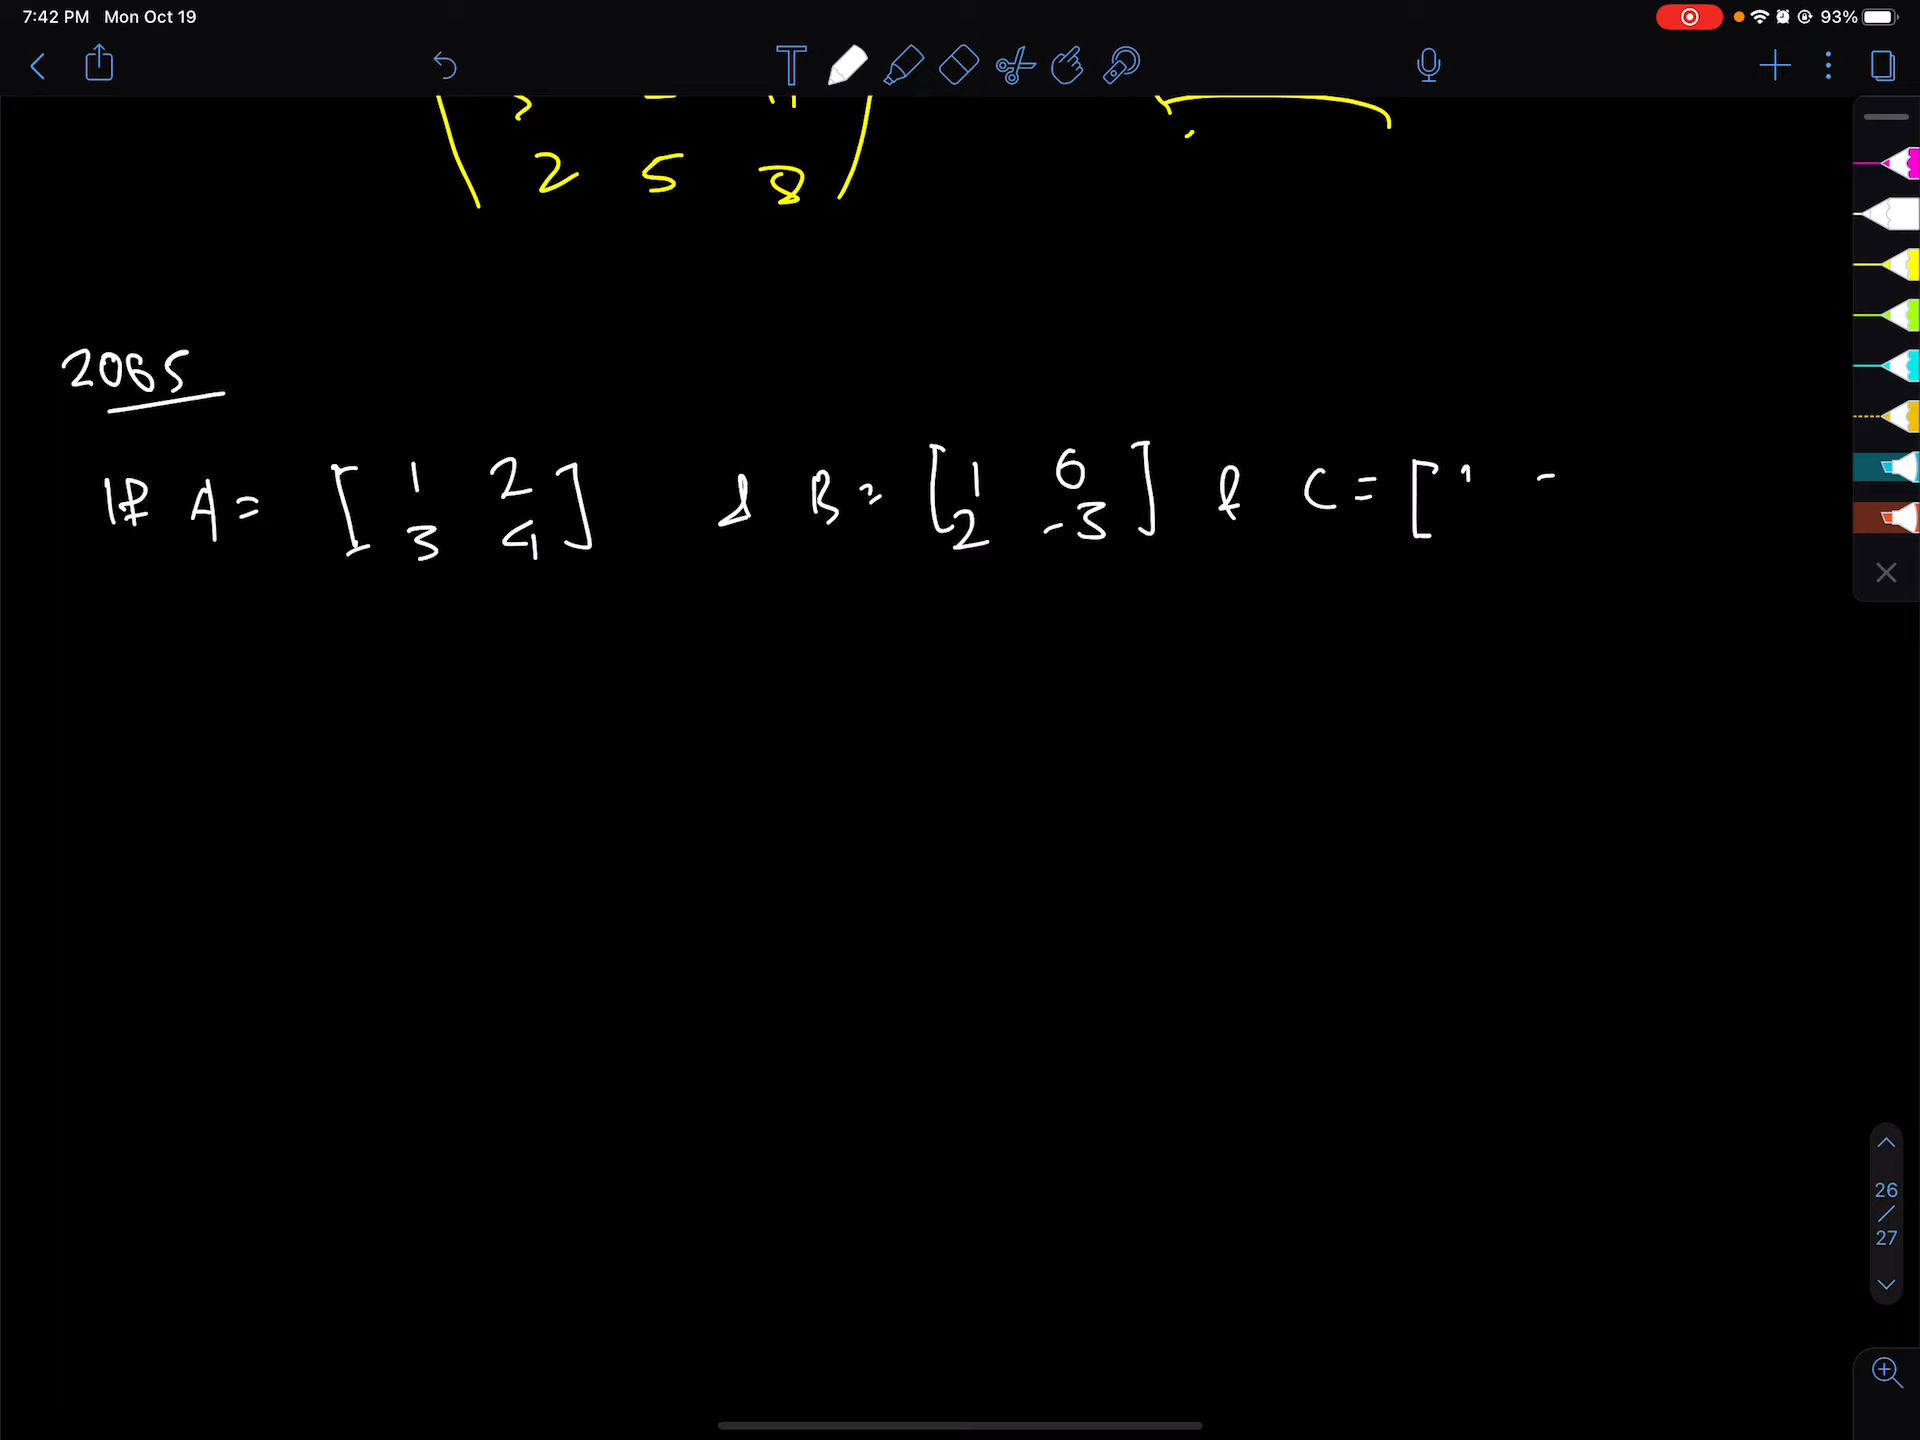 7:42 PM Mon Oct 19 93%
T
2 5 8
2065
If A = [ 1 2 ] & B = [ 1 0 ] & C = [ 1 -
3 4 2 -3
26
/
27